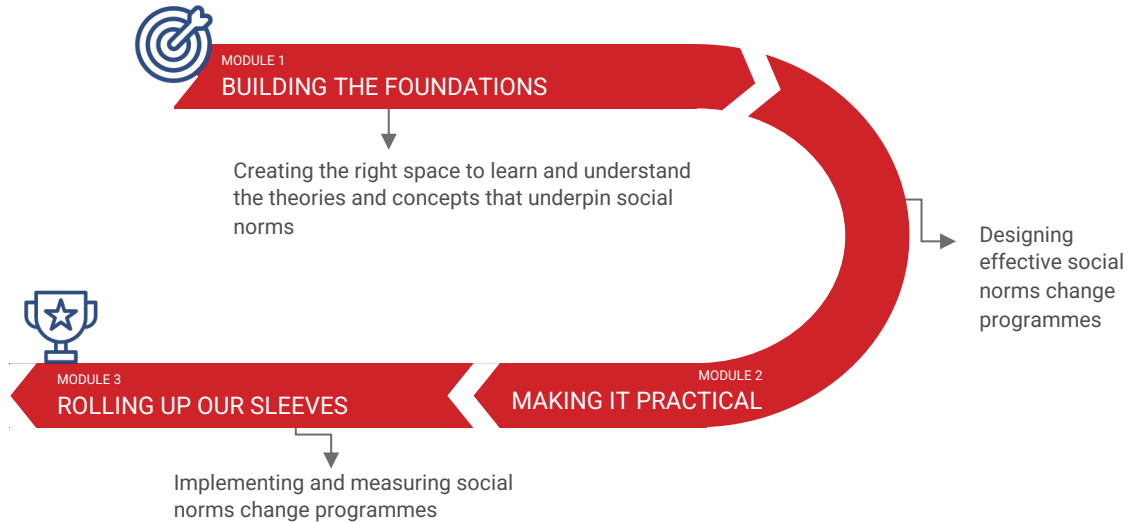 MODULE 1
BUILDING THE FOUNDATIONS
Creating the right space to learn and understand
the theories and concepts that underpin social
norms
Designing
effective social
norms change
programmes
MODULE 2
MAKING IT PRACTICAL
MODULE 3
ROLLING UP OUR SLEEVES
Implementing and measuring social
norms change programmes